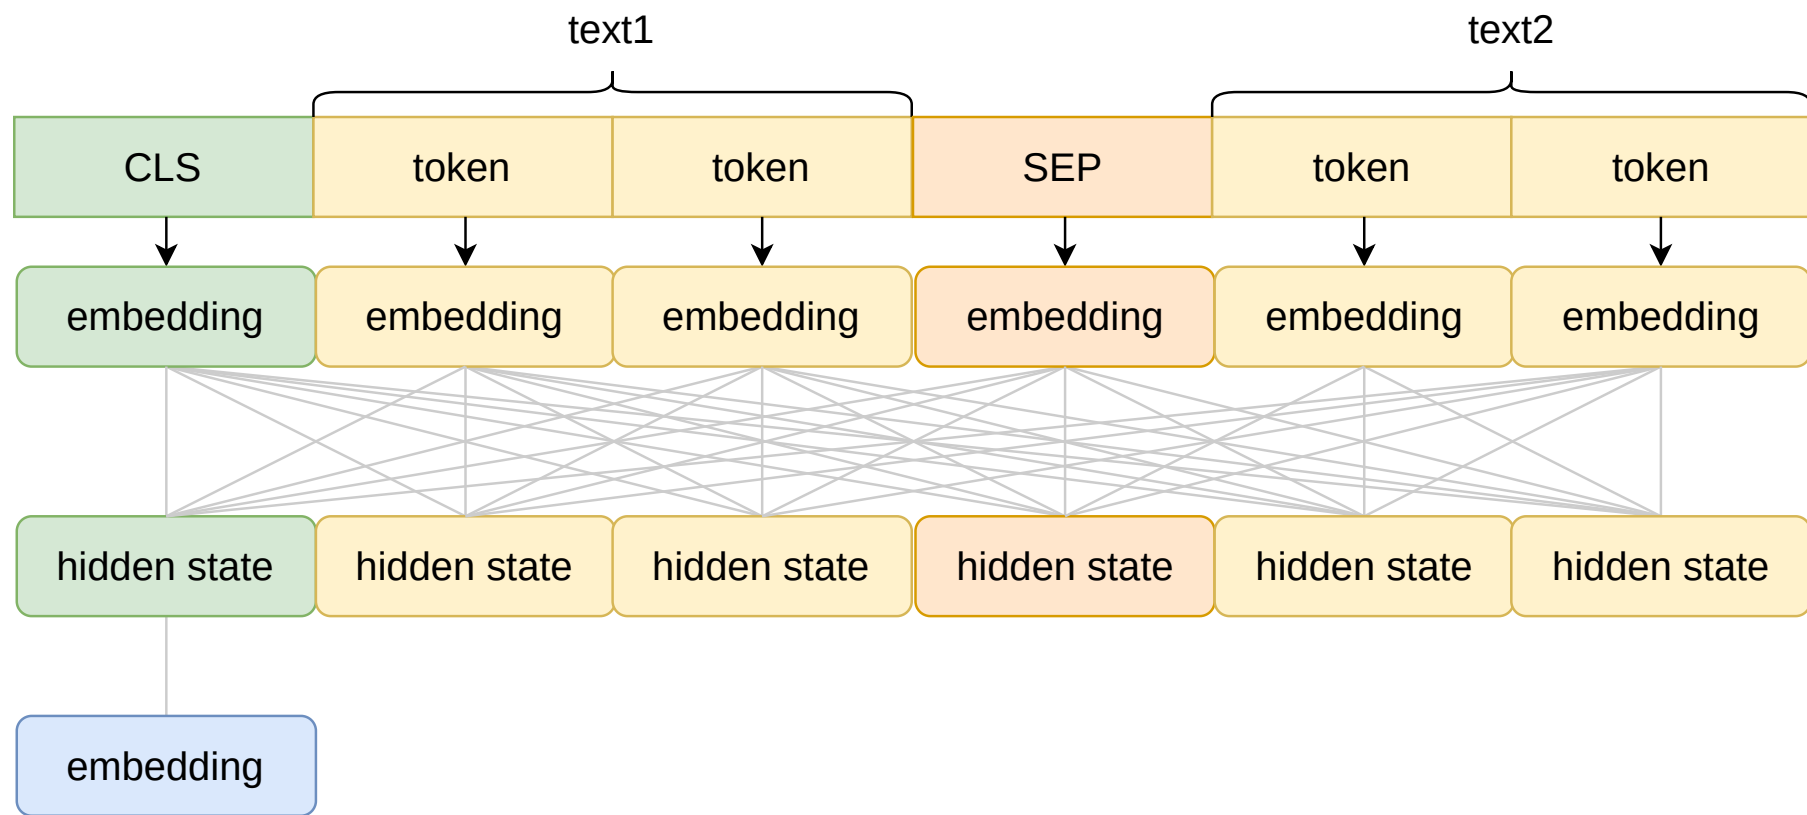 text1 text2
CLS token token SEP token token
embedding embedding embedding embedding embedding embedding
hidden state hidden state hidden state hidden state hidden state hidden state
embedding